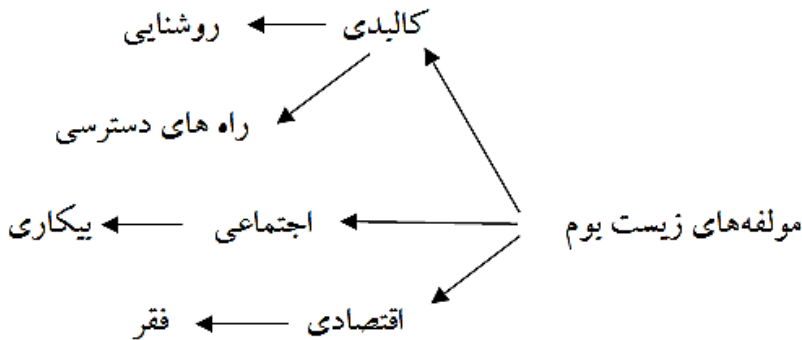 کالبدی
روشنایی
راه های دسترسی
مولفه‌های زیست بوم
اجتماعی
بیکاری
اقتصادی
فقر